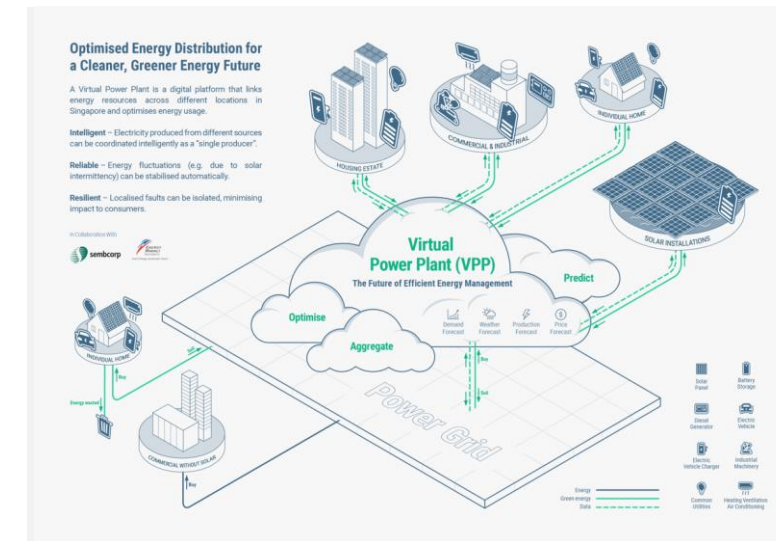 Optimised Energy Distribution for
a Cleaner, Greener Energy Future
A Virtual Power Plant is a digital platform that links
energy resources across different locations in
Singapore and optimises energy usage.
Intelligent – Electricity produced from different sources
can be coordinated intelligently as a "single producer".
Reliable – Energy fluctuations (e.g. due to solar
intermittency) can be stabilised automatically.
Resilient – Localised faults can be isolated, minimising
impact to consumers.
In Collaboration With
sembcorp
ENERGY
MARKET
AUTHORITY
HOUSING ESTATE
COMMERCIAL & INDUSTRIAL
INDIVIDUAL HOME
SOLAR INSTALLATIONS
Virtual
Power Plant (VPP)
The Future of Efficient Energy Management
Predict
Optimise
Aggregate
Demand
Forecast
Weather
Forecast
Production
Forecast
Price
Forecast
Buy
Sell
Power Grid
INDIVIDUAL HOME
Sell
Buy
Energy wasted
COMMERCIAL WITHOUT SOLAR
Buy
Solar
Panel
Battery
Storage
Diesel
Generator
Electric
Vehicle
Electric
Vehicle Charger
Industrial
Machinery
Common
Utilities
Heating Ventilation
Air Conditioning
Energy
Green energy
Data